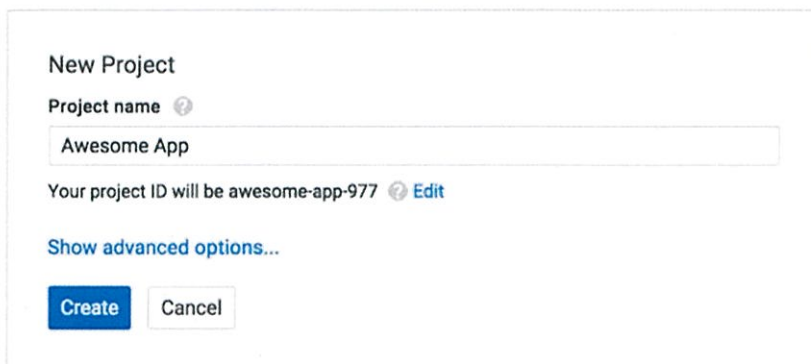 New Project
Project name ?
Awesome App
Your project ID will be awesome-app-977 ? Edit
Show advanced options...
Create Cancel